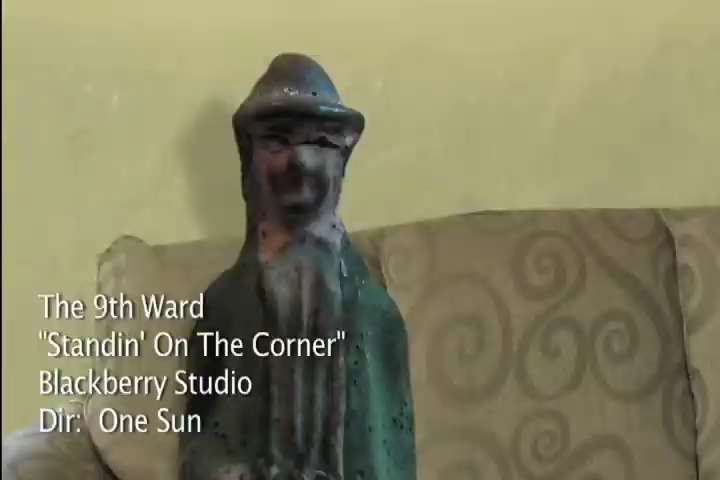 The 9th Ward
"Standin' On The Corner"
Blackberry Studio
Dir:  One Sun